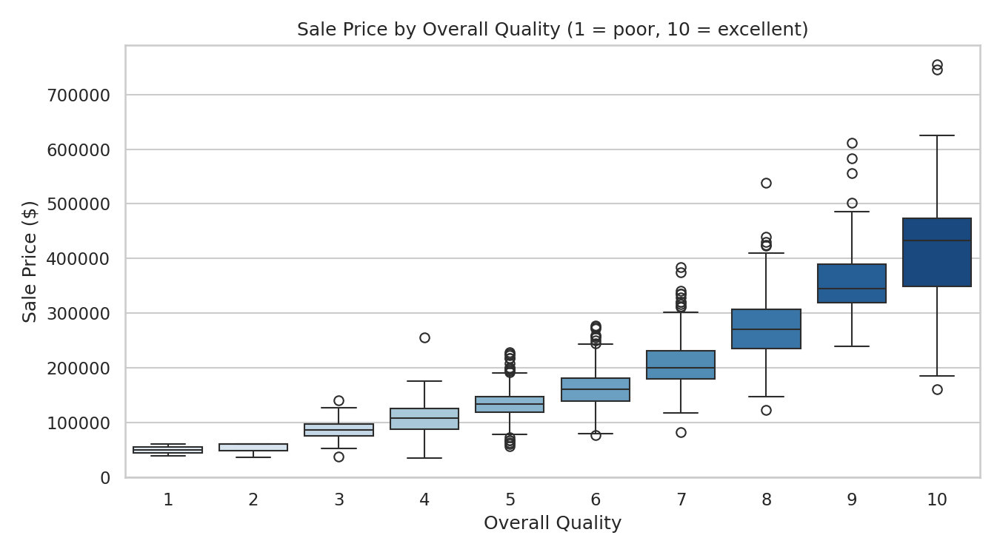 Sale Price by Overall Quality (1 = poor, 10 = excellent)
Sale Price ($)
700000
600000
500000
400000
300000
200000
100000
0
1 2 3 4 5 6 7 8 9 10
Overall Quality